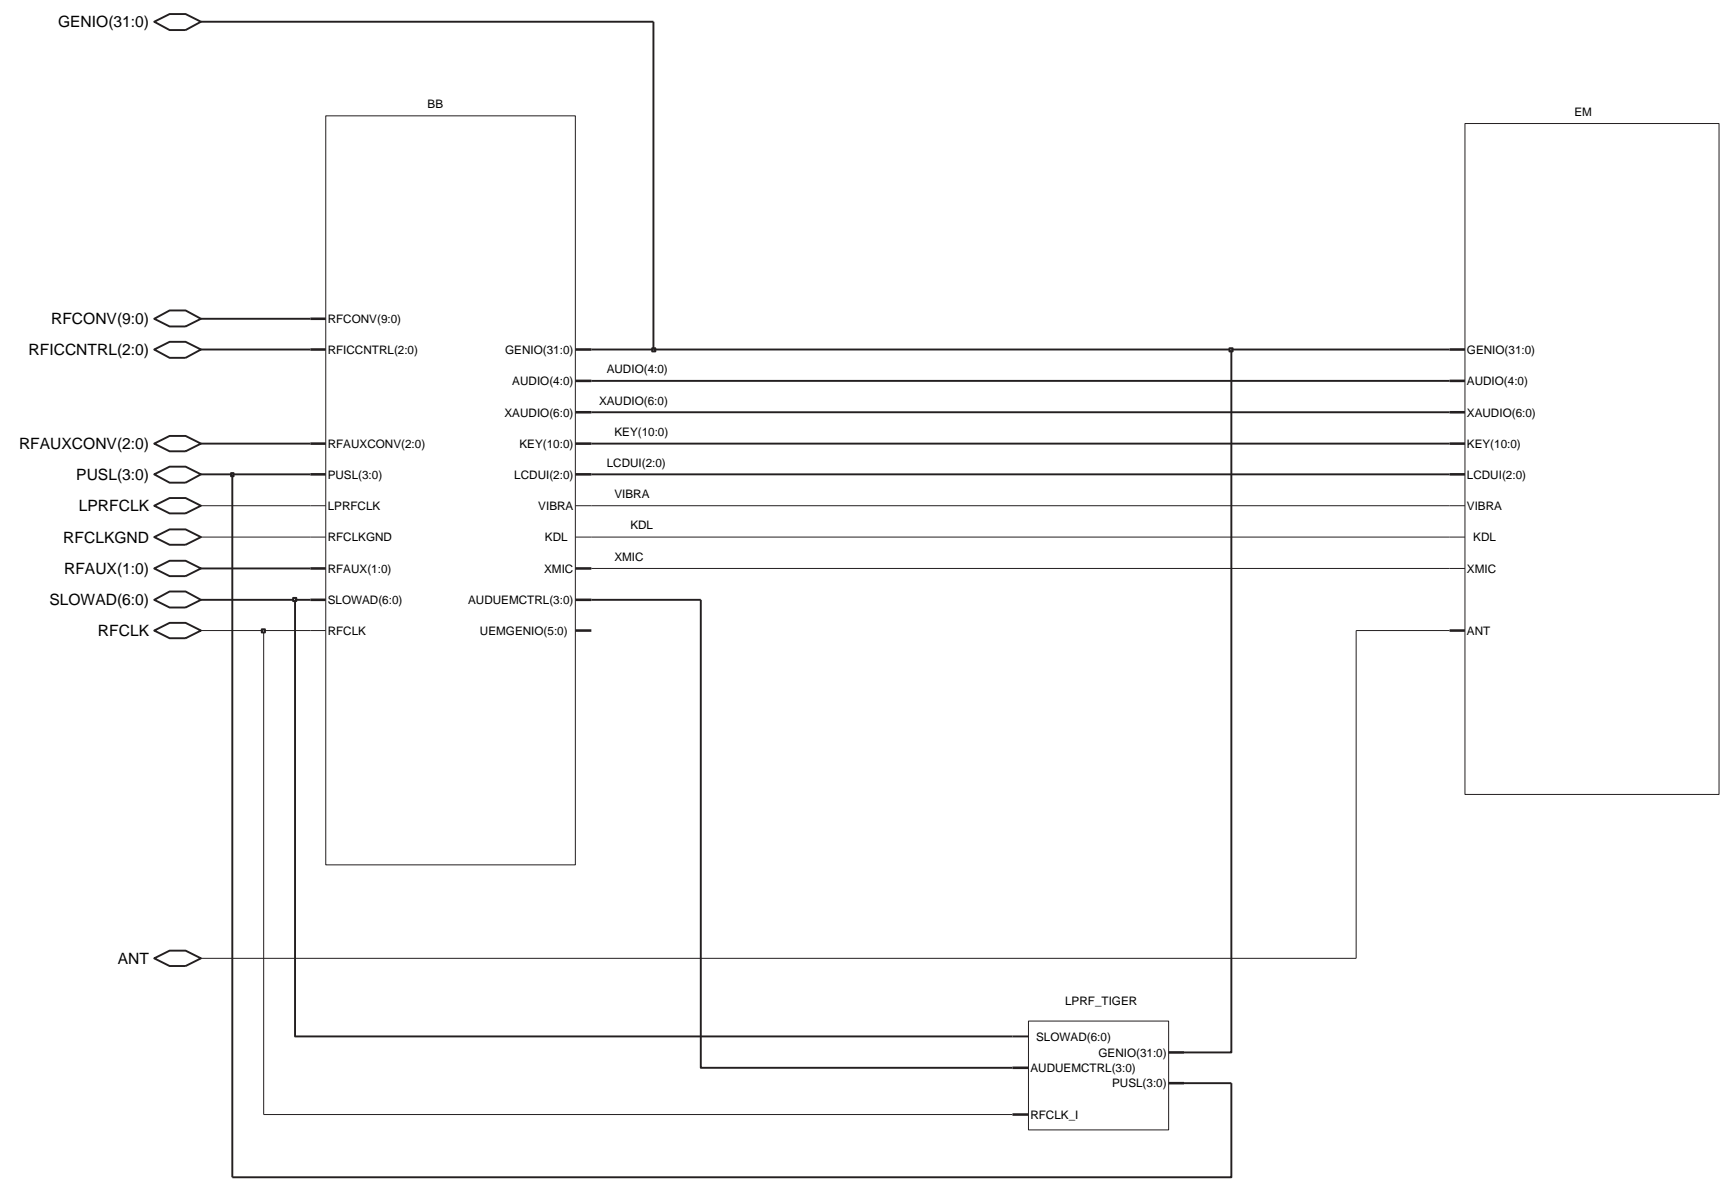 GENIO(31:0)
BB
EM
RFCONV(9:0)
RFCONV(9:0)
RFICCNTRL(2:0)
RFICCNTRL(2:0)
GENIO(31:0)
GENIO(31:0)
AUDIO(4:0)
AUDIO(4:0)
AUDIO(4:0)
XAUDIO(6:0)
XAUDIO(6:0)
XAUDIO(6:0)
RFAUXCONV(2:0)
RFAUXCONV(2:0)
KEY(10:0)
KEY(10:0)
KEY(10:0)
PUSL(3:0)
PUSL(3:0)
LCDUI(2:0)
LCDUI(2:0)
LCDUI(2:0)
LPRFCLK
LPRFCLK
VIBRA
VIBRA
VIBRA
RFCLKGND
RFCLKGND
KDL
KDL
KDL
RFAUX(1:0)
RFAUX(1:0)
XMIC
XMIC
XMIC
SLOWAD(6:0)
SLOWAD(6:0)
AUDUEMCTRL(3:0)
RFCLK
RFCLK
UEMGENIO(5:0)
ANT
ANT
LPRF_TIGER
SLOWAD(6:0)
GENIO(31:0)
AUDUEMCTRL(3:0)
PUSL(3:0)
RFCLK_I